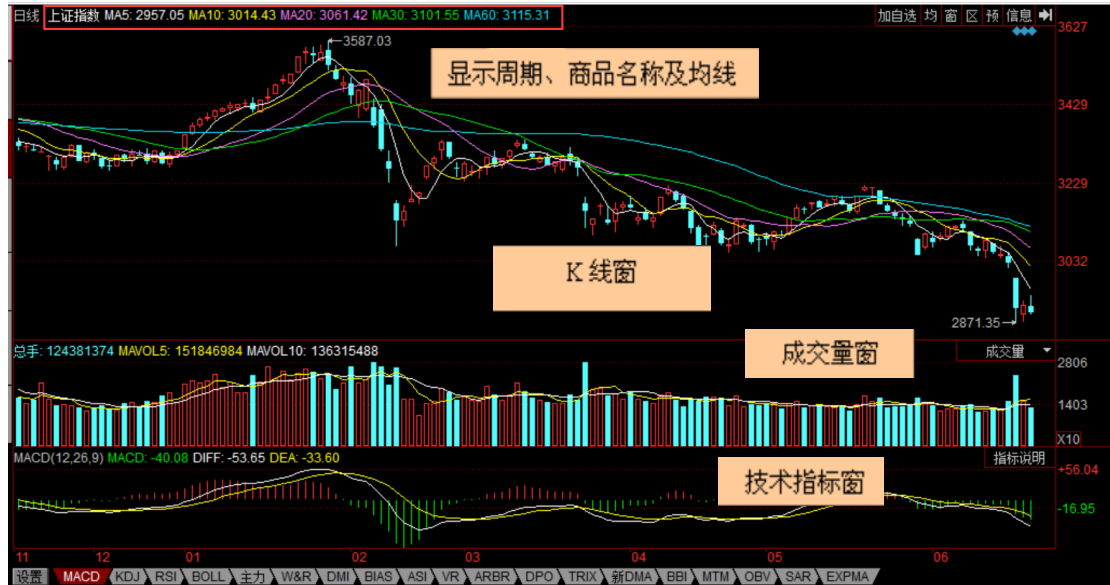 日线 上证指数 MA5: 2957.05 MA10: 3014.43 MA20: 3061.42 MA30: 3101.55 MA60: 3115.31 加自选 均 窗 区 预 信息
3627
3587.03
显示周期、商品名称及均线
3429
3229
3032
K 线窗
2871.35
总手: 124381374 MAVOL5: 151846984 MAVOL10: 136315488 成交量
成交量窗
2806
1403
X10
MACD(12,26,9) MACD: -40.08 DIFF: -53.65 DEA: -33.60 指标说明
+56.04
技术指标窗
-16.95
11 12 01 02 03 04 05 06
设置 MACD KDJ RSI BOLL 主力 W&R DMI BIAS ASI VR ARBR DPO TRIX 新DMA BBI MTM OBV SAR EXPMA